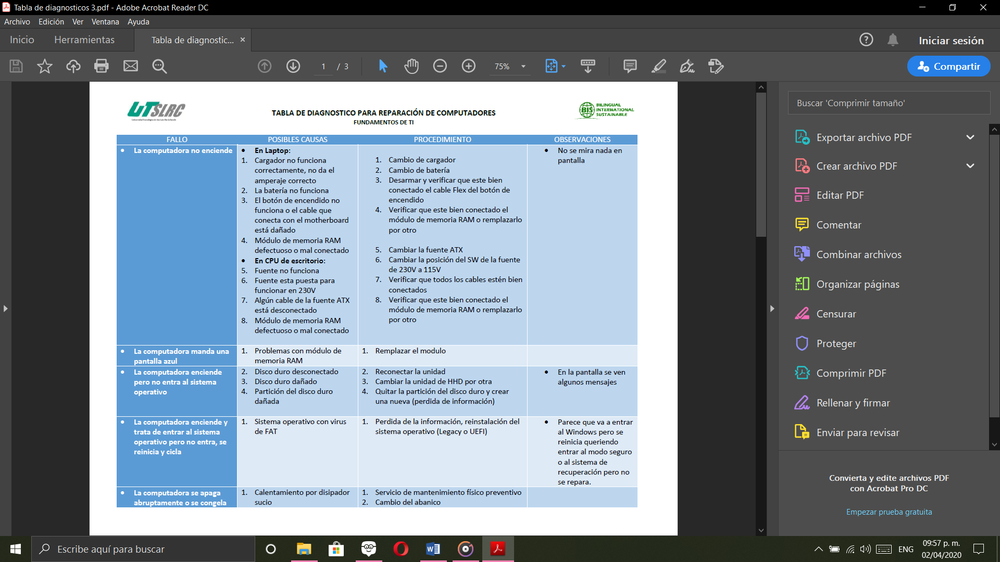 Tabla de diagnosticos 3.pdf - Adobe Acrobat Reader DC
Archivo Edición Ver Ventana Ayuda
Inicio Herramientas Tabla de diagnostic... ×
Iniciar sesión
1 / 3 75%
Compartir
UTSLRC
BIS BILINGUAL
INTERNATIONAL
SUSTAINABLE
TABLA DE DIAGNOSTICO PARA REPARACIÓN DE COMPUTADORES
FUNDAMENTOS DE TI
FALLO POSIBLES CAUSAS PROCEDIMIENTO OBSERVACIONES
• La computadora no enciende
• En Laptop:
1. Cargador no funciona
correctamente, no da el
amperaje correcto
2. La batería no funciona
3. El botón de encendido no
funciona o el cable que
conecta con el motherboard
está dañado
4. Módulo de memoria RAM
defectuoso o mal conectado
• En CPU de escritorio:
5. Fuente no funciona
6. Fuente esta puesta para
funcionar en 230V
7. Algún cable de la fuente ATX
está desconectado
8. Módulo de memoria RAM
defectuoso o mal conectado
1. Cambio de cargador
2. Cambio de batería
3. Desarmar y verificar que este bien
conectado el cable Flex del botón de
encendido
4. Verificar que este bien conectado el
módulo de memoria RAM o remplazarlo
por otro
5. Cambiar la fuente ATX
6. Cambiar la posición del SW de la fuente
de 230V a 115V
7. Verificar que todos los cables estén bien
conectados
8. Verificar que este bien conectado el
módulo de memoria RAM o remplazarlo
por otro
• No se mira nada en
pantalla
• La computadora manda una
pantalla azul
1. Problemas con módulo de
memoria RAM
1. Remplazar el modulo
• La computadora enciende
pero no entra al sistema
operativo
2. Disco duro desconectado
3. Disco duro dañado
4. Partición del disco duro
dañada
2. Reconectar la unidad
3. Cambiar la unidad de HHD por otra
4. Quitar la partición del disco duro y crear
una nueva (perdida de información)
• En la pantalla se ven
algunos mensajes
• La computadora enciende y
trata de entrar al sistema
operativo pero no entra, se
reinicia y cicla
1. Sistema operativo con virus
de FAT
1. Perdida de la información, reinstalación del
sistema operativo (Legacy o UEFI)
• Parece que va a entrar
al Windows pero se
reinicia queriendo
entrar al modo seguro
o al sistema de
recuperación pero no
se repara.
• La computadora se apaga
abruptamente o se congela
1. Calentamiento por disipador
sucio
1. Servicio de mantenimiento físico preventivo
2. Cambio del abanico
Buscar 'Comprimir tamaño'
Exportar archivo PDF
Crear archivo PDF
Editar PDF
Comentar
Combinar archivos
Organizar páginas
Censurar
Proteger
Comprimir PDF
Rellenar y firmar
Enviar para revisar
Convierta y edite archivos PDF
con Acrobat Pro DC
Empezar prueba gratuita
Escribe aquí para buscar
ENG
09:57 p. m.
02/04/2020